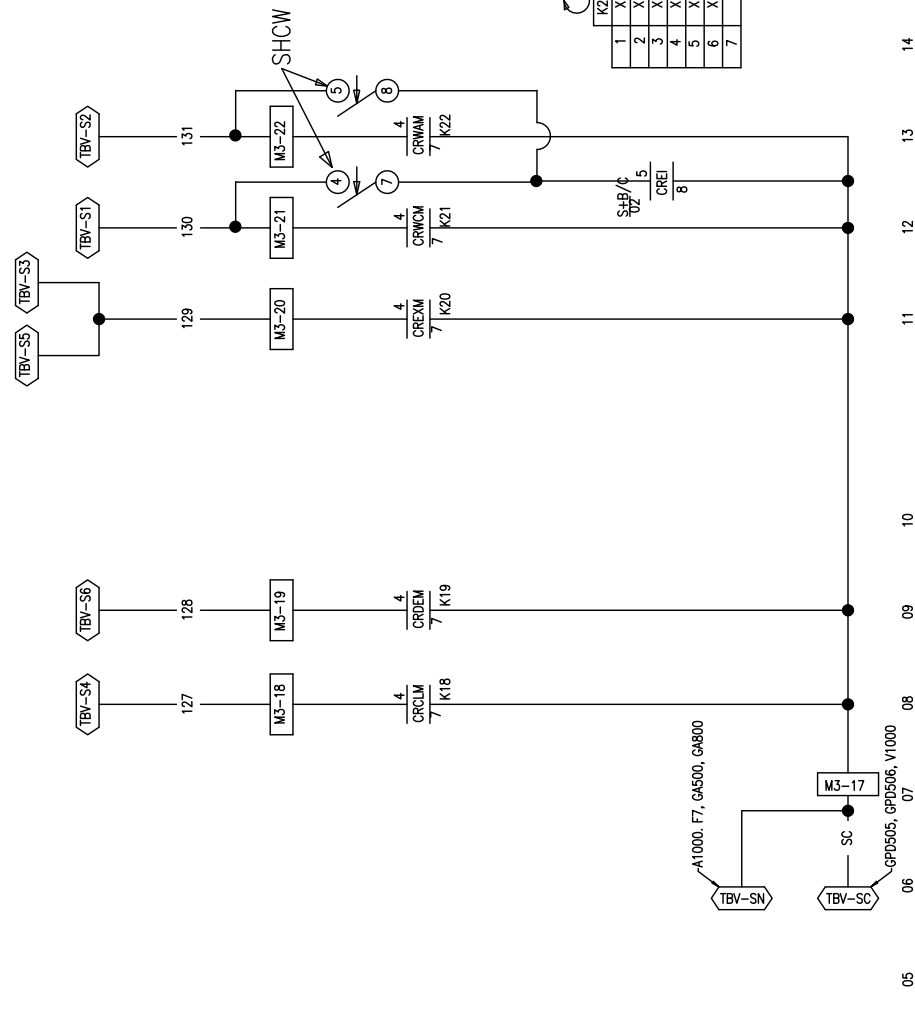 TBV-S4
127
M3-18
4
CRCLM
7
K18
TBV-S6
128
M3-19
4
CRDEM
7
K19
TBV-S5
TBV-S3
129
M3-20
4
CREXM
7
K20
TBV-S1
130
M3-21
4
CRWCM
7
K21
TBV-S2
131
M3-22
4
CRWAM
7
K22
SHCW
4
7
5
8
S+B/C
02
5
CREI
8
A1000. F7, GA500, GA800
TBV-SN
SC
TBV-SC
M3-17
GPD505, GPD506, V1000
K2
1 X
2 X
3 X
4 X
5 X
6 X
7
05
06
07
08
09
10
11
12
13
14